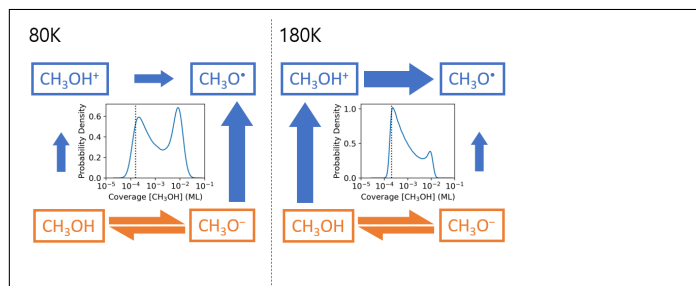 80K
CH₃OH⁺
CH₃O•
Probability Density
0.6
0.4
0.2
0.0
10⁻⁵ 10⁻⁴ 10⁻³ 10⁻² 10⁻¹
Coverage [CH₃OH] (ML)
CH₃OH
CH₃O⁻
180K
CH₃OH⁺
CH₃O•
Probability Density
1.0
0.5
0.0
10⁻⁵ 10⁻⁴ 10⁻³ 10⁻² 10⁻¹
Coverage [CH₃OH] (ML)
CH₃OH
CH₃O⁻